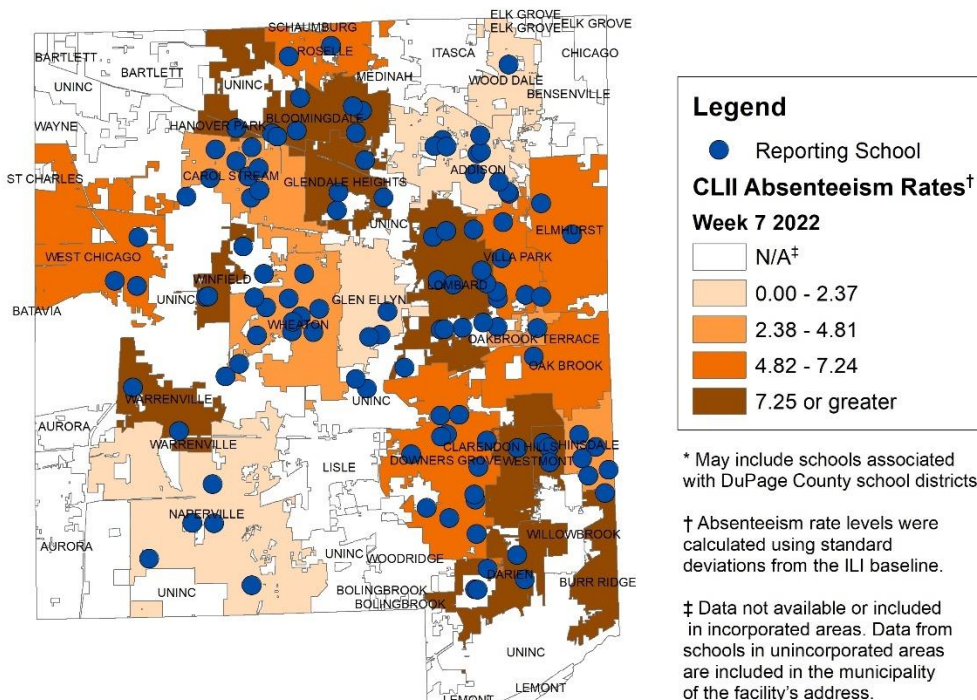 ELK GROVE
ELK GROVE
ELK GROVE
SCHAUMBURG
ROSELLE
ITASCA
CHICAGO
BARTLETT
BARTLETT
MEDINAH
WOOD DALE
UNINC
UNINC
BENSENVILLE
WAYNE
HANOVER PARK
BLOOMINGDALE
ADDISON
ST CHARLES
CAROL STREAM
GLENDALE HEIGHTS
UNINC
ELMHURST
WEST CHICAGO
VILLA PARK
WINFIELD
LOMBARD
UNINC
GLEN ELLYN
BATAVIA
WHEATON
OAKBROOK TERRACE
OAK BROOK
WARRENVILLE
UNINC
AURORA
WARRENVILLE
CLARENDON HILLS
HINSDALE
LISLE
DOWNERS GROVE
WESTMONT
NAPERVILLE
WILLOWBROOK
AURORA
UNINC
WOODRIDGE
DARIEN
UNINC
BOLINGBROOK
BOLINGBROOK
BURR RIDGE
UNINC
LEMONT
LEMONT
Legend
Reporting School
CLII Absenteeism Rates†
Week 7 2022
N/A‡
0.00 - 2.37
2.38 - 4.81
4.82 - 7.24
7.25 or greater
* May include schools associated
with DuPage County school districts
† Absenteeism rate levels were
calculated using standard
deviations from the ILI baseline.
‡ Data not available or included
in incorporated areas. Data from
schools in unincorporated areas
are included in the municipality
of the facility's address.